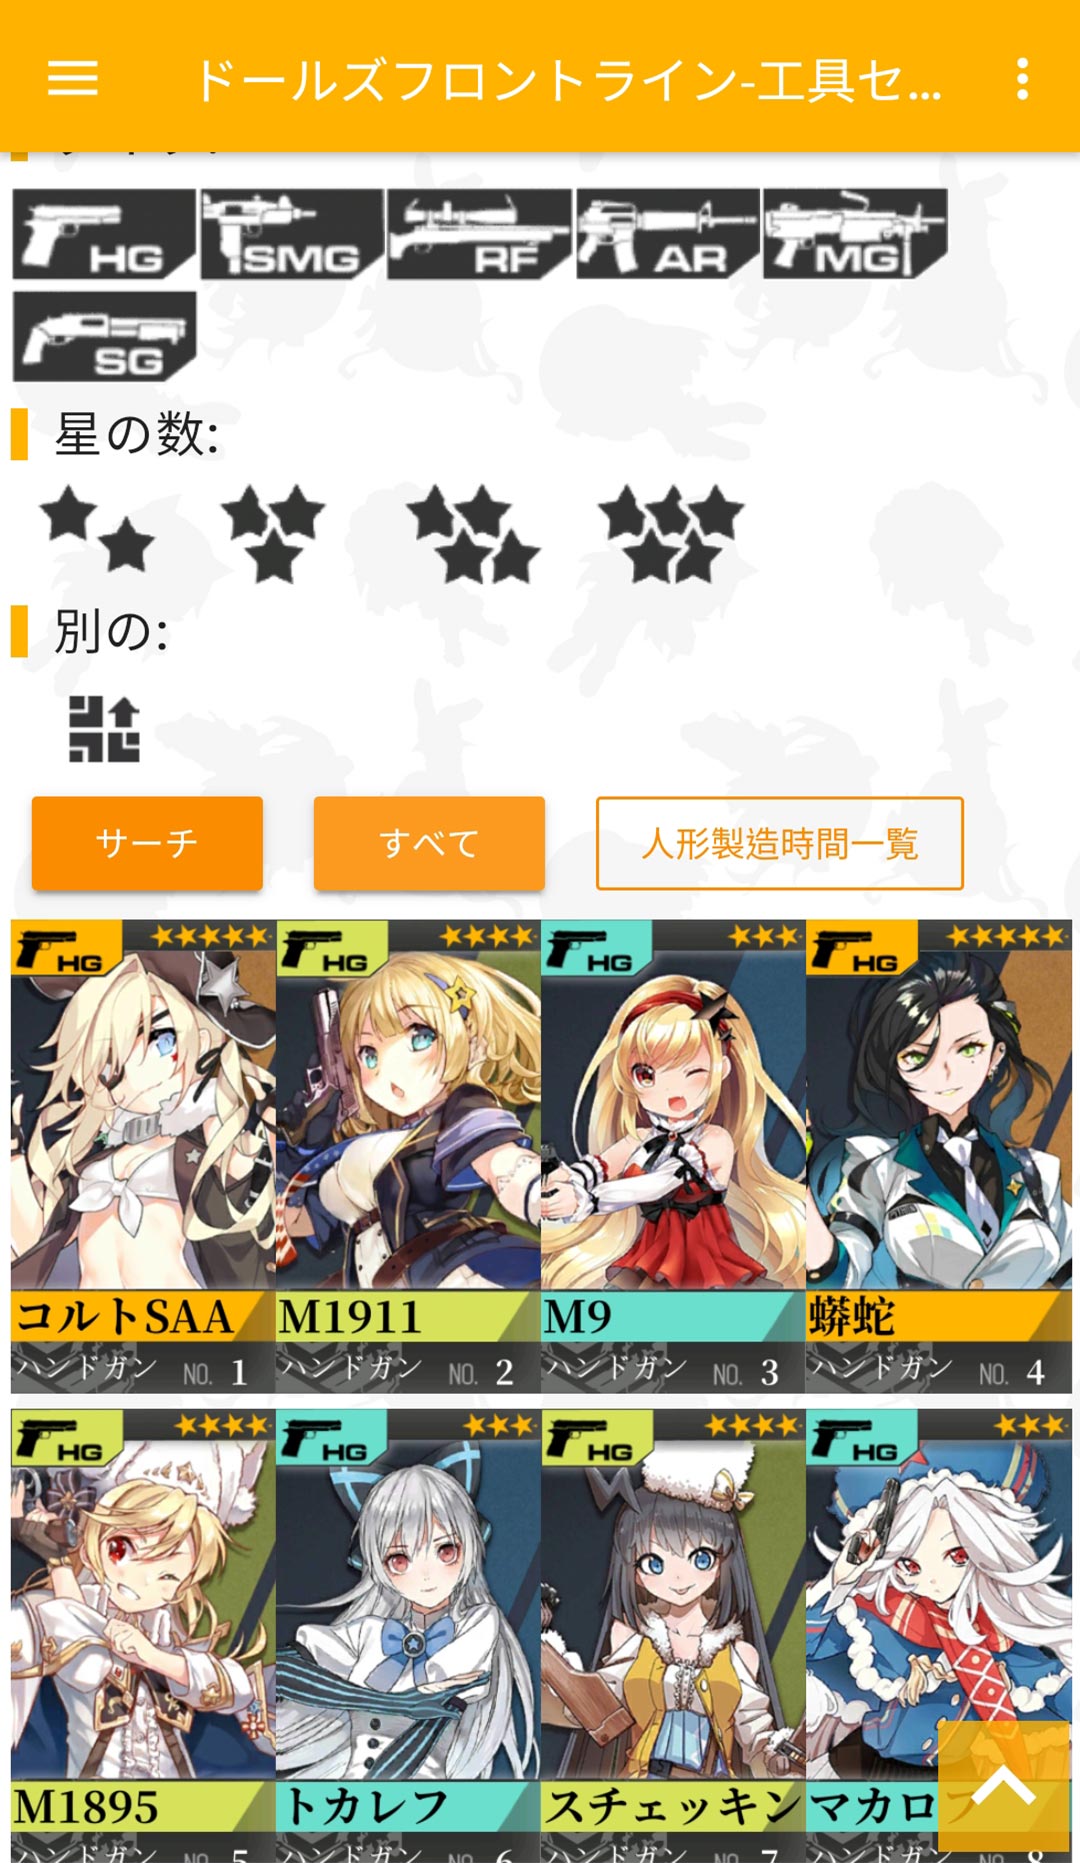 ドールズフロントライン-工具セ...
HG SMG RF AR MG
SG
星の数:
別の:
サーチ すべて 人形製造時間一覧
HG HG HG HG
コルトSAA M1911 M9 蟒蛇
ハンドガン NO. 1 ハンドガン NO. 2 ハンドガン NO. 3 ハンドガン NO. 4
HG HG HG HG
M1895 トカレフ スチェッキン マカロフ
ハンドガン NO. 5 ハンドガン NO. 6 ハンドガン NO. 7 ハンドガン NO. 8